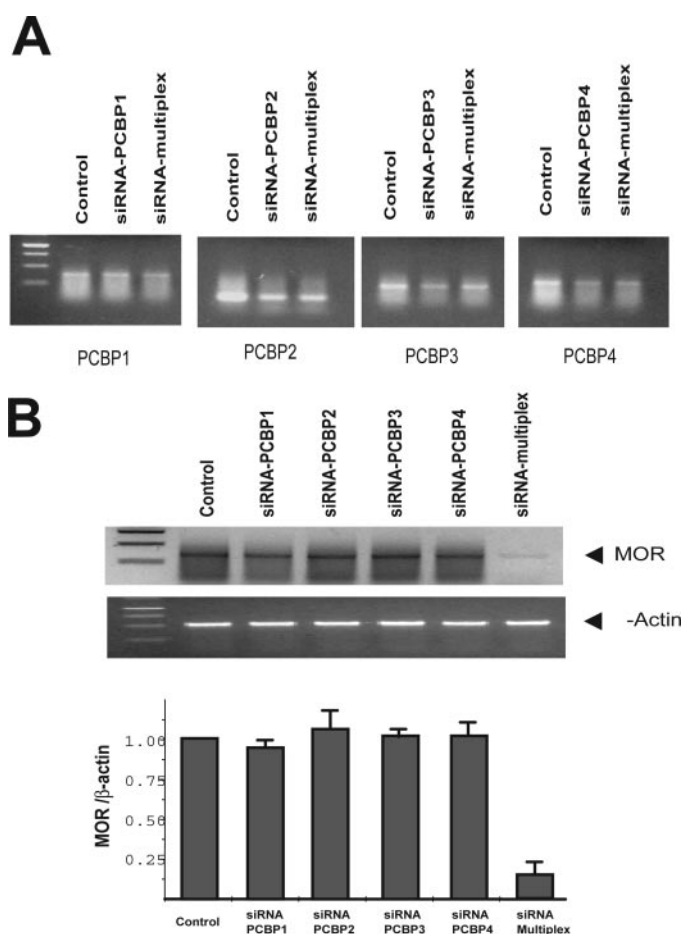 A
Control
siRNA-PCBP1
siRNA-multiplex
Control
siRNA-PCBP2
siRNA-multiplex
Control
siRNA-PCBP3
siRNA-multiplex
Control
siRNA-PCBP4
siRNA-multiplex
PCBP1
PCBP2
PCBP3
PCBP4
B
Control
siRNA-PCBP1
siRNA-PCBP2
siRNA-PCBP3
siRNA-PCBP4
siRNA-multiplex
MOR
-Actin
MOR /β-actin
1.00
0.75
0.50
0.25
Control
siRNA PCBP1
siRNA PCBP2
siRNA PCBP3
siRNA PCBP4
siRNA Multiplex